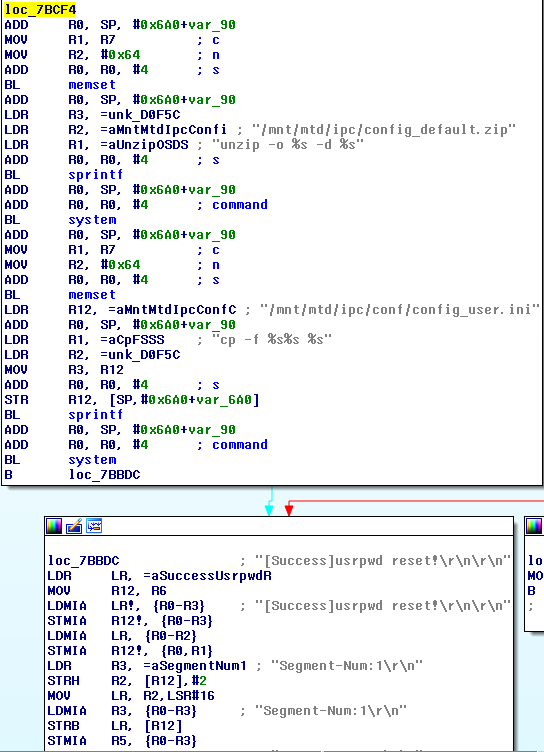 loc_7BCF4
ADD R0, SP, #0x6A0+var_90
MOV R1, R7 ; c
MOV R2, #0x64 ; n
ADD R0, R0, #4 ; s
BL memset
ADD R0, SP, #0x6A0+var_90
LDR R3, =unk_D0F5C
LDR R2, =aMntMtdIpcConfi ; "/mnt/mtd/ipc/config_default.zip"
LDR R1, =aUnzipOSDS ; "unzip -o %s -d %s"
ADD R0, R0, #4 ; s
BL sprintf
ADD R0, SP, #0x6A0+var_90
ADD R0, R0, #4 ; command
BL system
ADD R0, SP, #0x6A0+var_90
MOV R1, R7 ; c
MOV R2, #0x64 ; n
ADD R0, R0, #4 ; s
BL memset
LDR R12, =aMntMtdIpcConfC ; "/mnt/mtd/ipc/conf/config_user.ini"
ADD R0, SP, #0x6A0+var_90
LDR R1, =aCpFSSS ; "cp -f %s%s %s"
LDR R2, =unk_D0F5C
MOV R3, R12
ADD R0, R0, #4 ; s
STR R12, [SP,#0x6A0+var_6A0]
BL sprintf
ADD R0, SP, #0x6A0+var_90
ADD R0, R0, #4 ; command
BL system
B loc_7BBDC
loc_7BBDC ; "[Success]usrpwd reset!\r\n\r\n"
LDR LR, =aSuccessUsrpwdR
MOV R12, R6
LDMIA LR!, {R0-R3} ; "[Success]usrpwd reset!\r\n\r\n"
STMIA R12!, {R0-R3}
LDMIA LR, {R0-R2}
STMIA R12!, {R0,R1}
LDR R3, =aSegmentNum1 ; "Segment-Num:1\r\n"
STRH R2, [R12],#2
MOV LR, R2,LSR#16
LDMIA R3, {R0-R3} ; "Segment-Num:1\r\n"
STRB LR, [R12]
STMIA R5, {R0-R3}
lo
MO
B
;